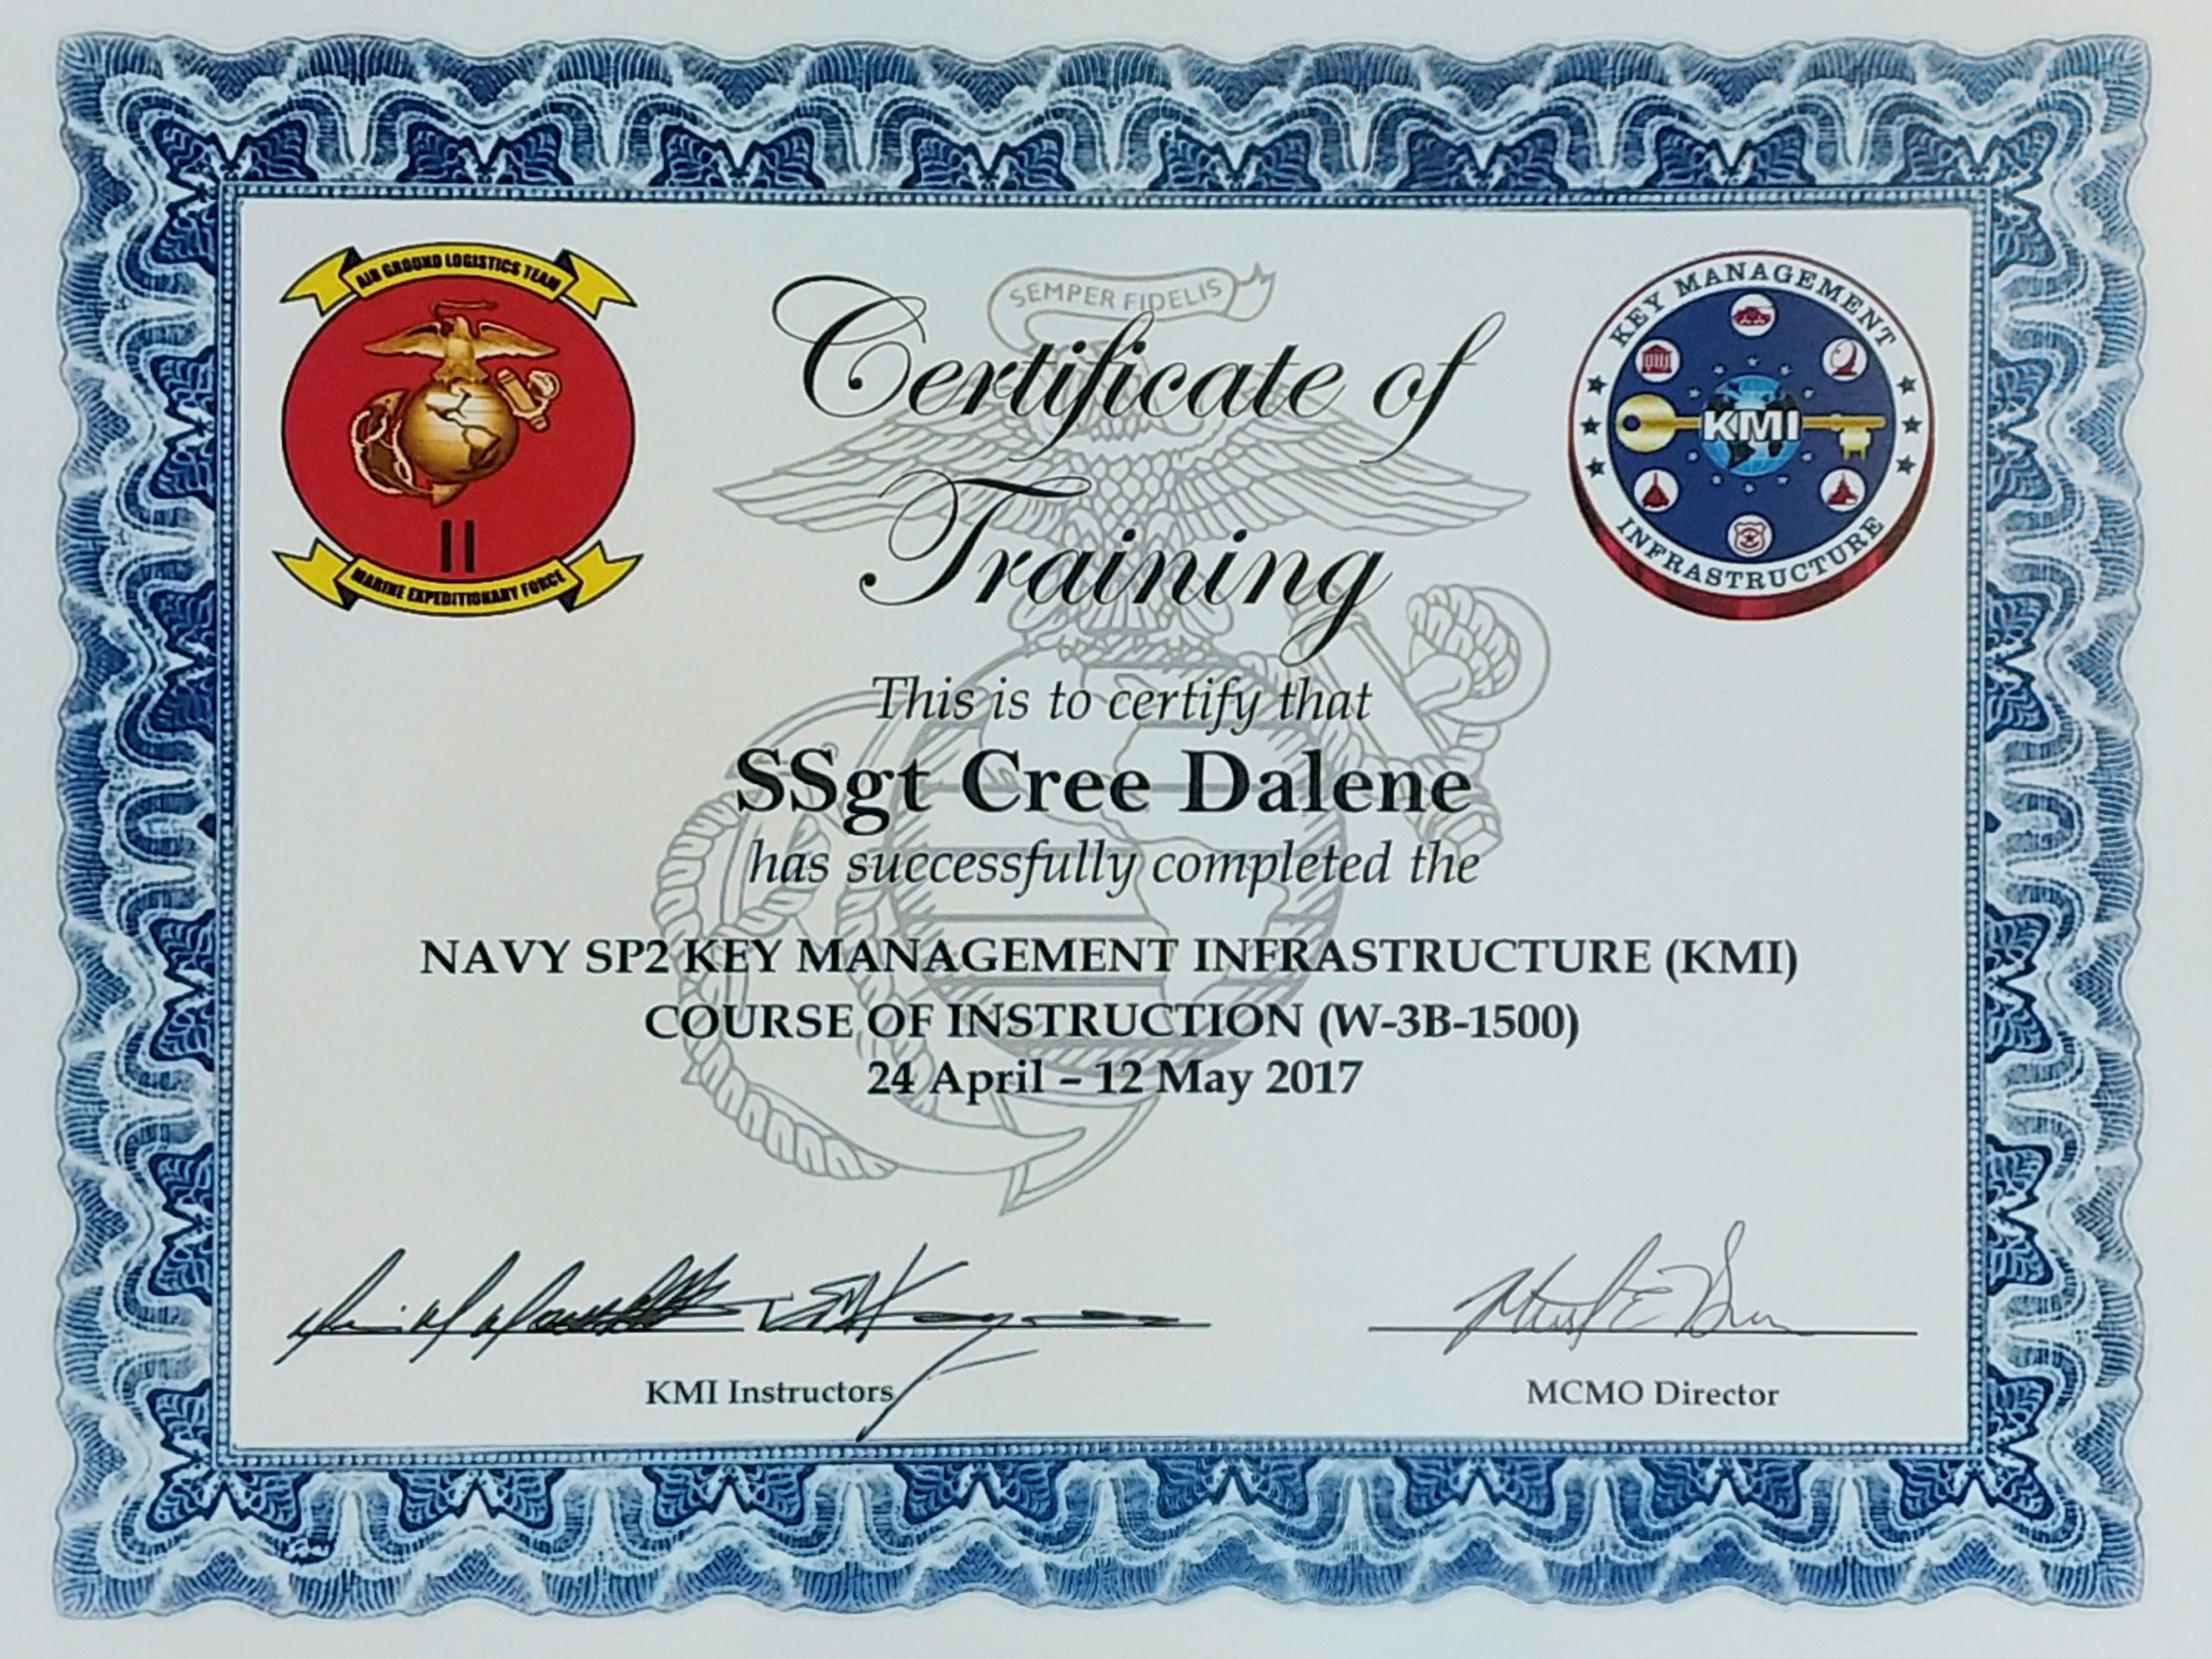 AIR GROUND LOGISTICS TEAM
II
MARINE EXPEDITIONARY FORCE
SEMPER FIDELIS
KEY MANAGEMENT
KMI
INFRASTRUCTURE
Certificate of
Training
This is to certify that
SSgt Cree Dalene
has successfully completed the
NAVY SP2 KEY MANAGEMENT INFRASTRUCTURE (KMI)
COURSE OF INSTRUCTION (W-3B-1500)
24 April – 12 May 2017
KMI Instructors
MCMO Director